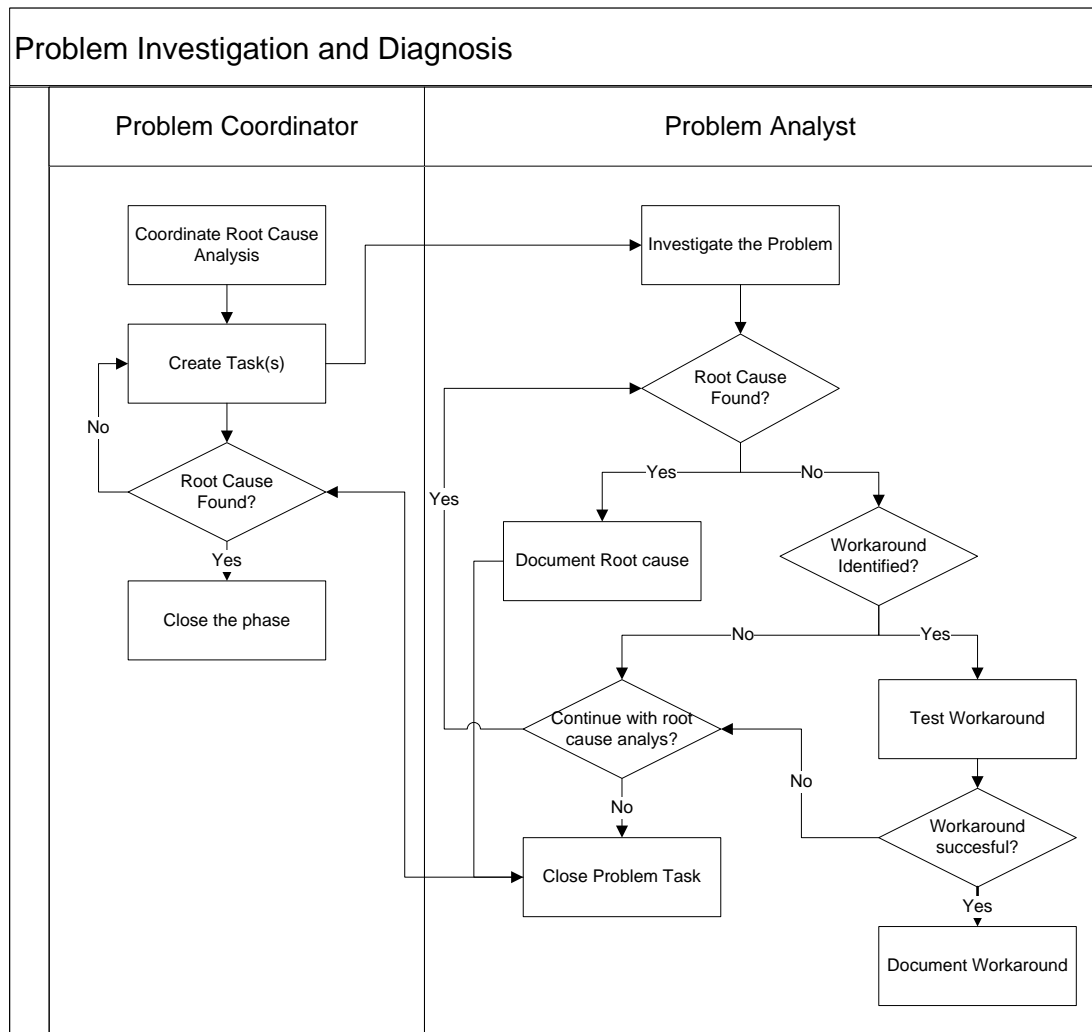 Problem Investigation and Diagnosis
Problem Coordinator
Problem Analyst
Coordinate Root Cause
Analysis
Create Task(s)
No
Root Cause
Found?
Yes
Close the phase
Investigate the Problem
Root Cause
Found?
Yes
No
Yes
Document Root cause
Workaround
Identified?
No
Yes
Continue with root
cause analys?
Test Workaround
No
No
Workaround
succesful?
Close Problem Task
Yes
Document Workaround